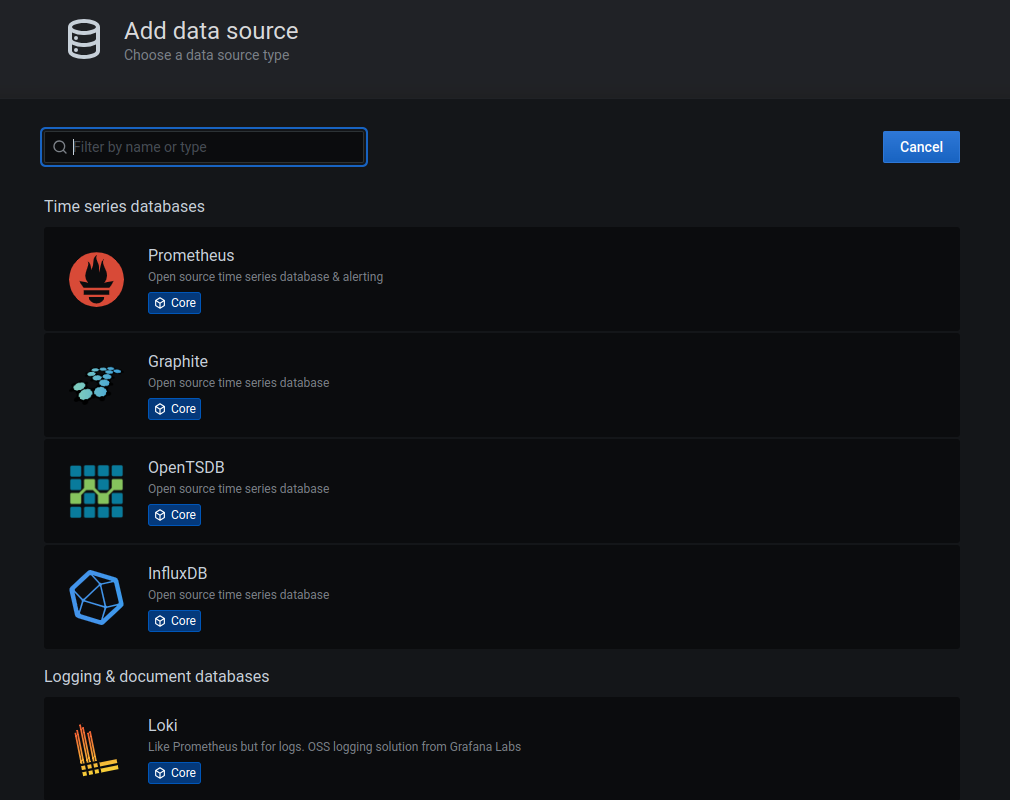 Add data source
Choose a data source type
Filter by name or type
Cancel
Time series databases
Prometheus
Open source time series database & alerting
Core
Graphite
Open source time series database
Core
OpenTSDB
Open source time series database
Core
InfluxDB
Open source time series database
Core
Logging & document databases
Loki
Like Prometheus but for logs. OSS logging solution from Grafana Labs
Core